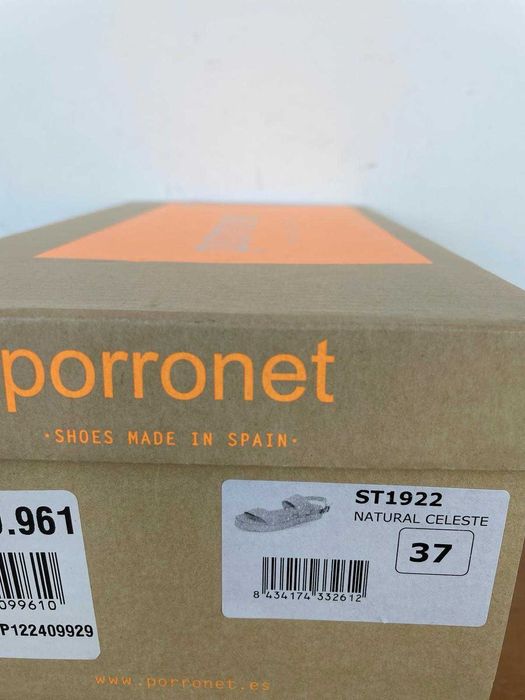 porronet
·SHOES MADE IN SPAIN·
.961
099610
P122409929
ST1922
NATURAL CELESTE
37
8 434174 332612
www.porronet.es